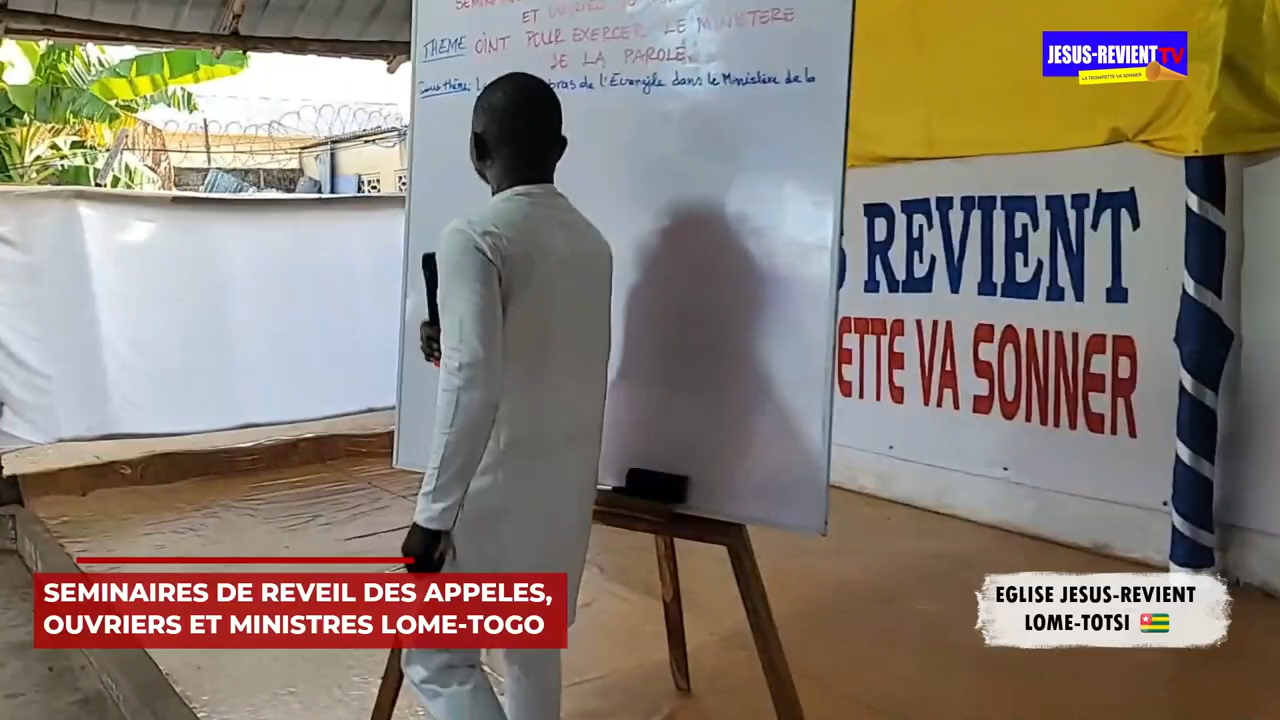 ET
THEME OINT POUR EXERCER LE MINISTERE
DE LA PAROLE
Sous thème: bras de l'Evangile dans le Ministère de la
JESUS-REVIENT TV
LA TROMPETTE VA SONNER
REVIENT
ETTE VA SONNER
SEMINAIRES DE REVEIL DES APPELES,
OUVRIERS ET MINISTRES LOME-TOGO
EGLISE JESUS-REVIENT
LOME-TOTSI